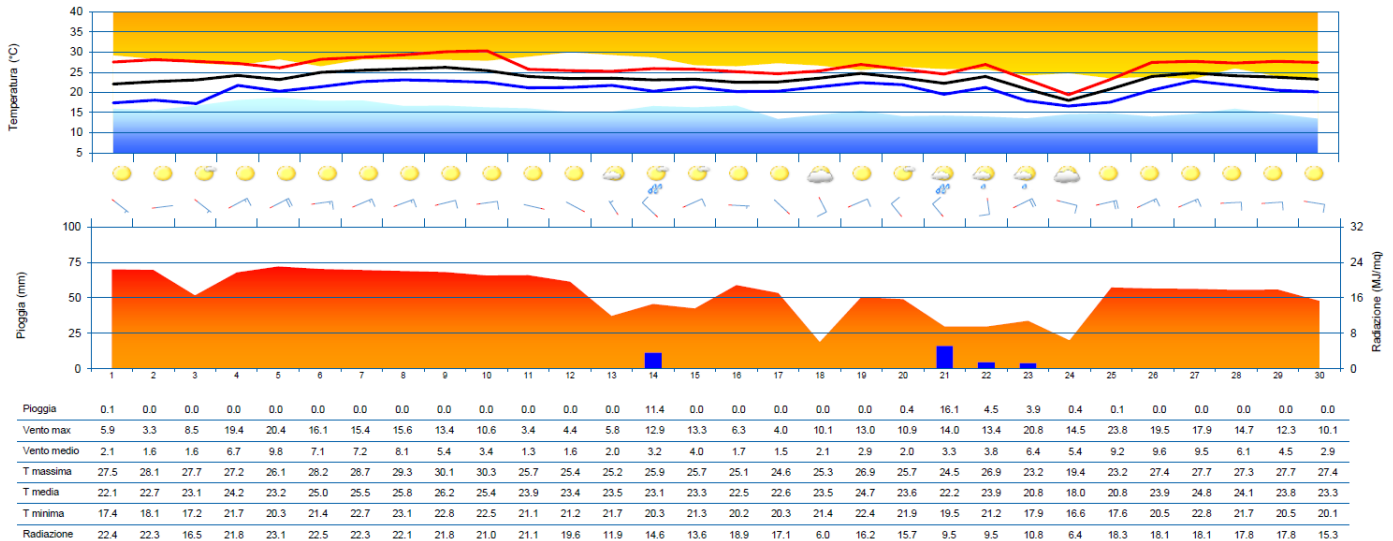 Temperatura (°C)
40
35
30
25
20
15
10
5
Pioggia (mm)
100
75
50
25
0
Radiazione (MJ/mq)
32
24
16
8
0
1 2 3 4 5 6 7 8 9 10 11 12 13 14 15 16 17 18 19 20 21 22 23 24 25 26 27 28 29 30
Pioggia 0.1 0.0 0.0 0.0 0.0 0.0 0.0 0.0 0.0 0.0 0.0 0.0 0.0 11.4 0.0 0.0 0.0 0.0 0.0 0.4 16.1 4.5 3.9 0.4 0.1 0.0 0.0 0.0 0.0 0.0
Vento max 5.9 3.3 8.5 19.4 20.4 16.1 15.4 15.6 13.4 10.6 3.4 4.4 5.8 12.9 13.3 6.3 4.0 10.1 13.0 10.9 14.0 13.4 20.8 14.5 23.8 19.5 17.9 14.7 12.3 10.1
Vento medio 2.1 1.6 1.6 6.7 9.8 7.1 7.2 8.1 5.4 3.4 1.3 1.6 2.0 3.2 4.0 1.7 1.5 2.1 2.9 2.0 3.3 3.8 6.4 5.4 9.2 9.6 9.5 6.1 4.5 2.9
T massima 27.5 28.1 27.7 27.2 26.1 28.2 28.7 29.3 30.1 30.3 25.7 25.4 25.2 25.9 25.7 25.1 24.6 25.3 26.9 25.7 24.5 26.9 23.2 19.4 23.2 27.4 27.7 27.3 27.7 27.4
T media 22.1 22.7 23.1 24.2 23.2 25.0 25.5 25.8 26.2 25.4 23.9 23.4 23.5 23.1 23.3 22.5 22.6 23.5 24.7 23.6 22.2 23.9 20.8 18.0 20.8 23.9 24.8 24.1 23.8 23.3
T minima 17.4 18.1 17.2 21.7 20.3 21.4 22.7 23.1 22.8 22.5 21.1 21.2 21.7 20.3 21.3 20.2 20.3 21.4 22.4 21.9 19.5 21.2 17.9 16.6 17.6 20.5 22.8 21.7 20.5 20.1
Radiazione 22.4 22.3 16.5 21.8 23.1 22.5 22.3 22.1 21.8 21.0 21.1 19.6 11.9 14.6 13.6 18.9 17.1 6.0 16.2 15.7 9.5 9.5 10.8 6.4 18.3 18.1 18.1 17.8 17.8 15.3